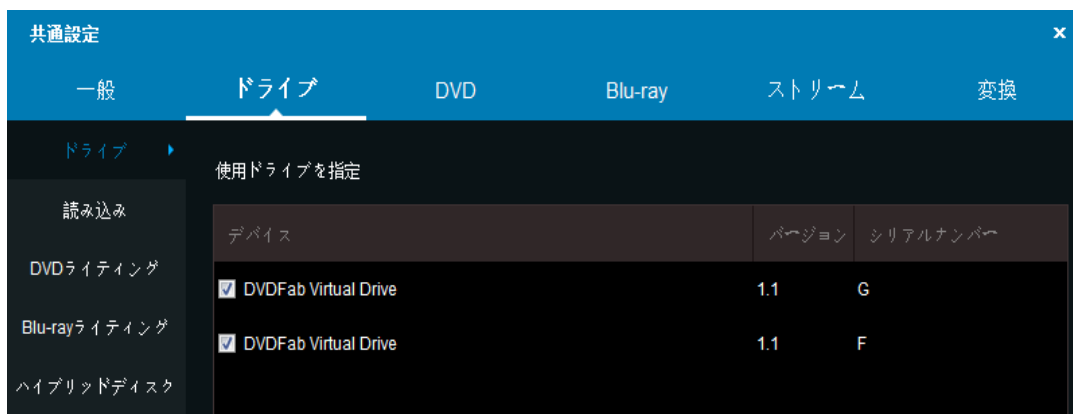 共通設定 x
一般 ドライブ DVD Blu-ray ストリーム 変換
ドライブ
使用ドライブを指定
読み込み
デバイス バージョン シリアルナンバー
DVDライティング
DVDFab Virtual Drive 1.1 G
Blu-rayライティング
DVDFab Virtual Drive 1.1 F
ハイブリッドディスク